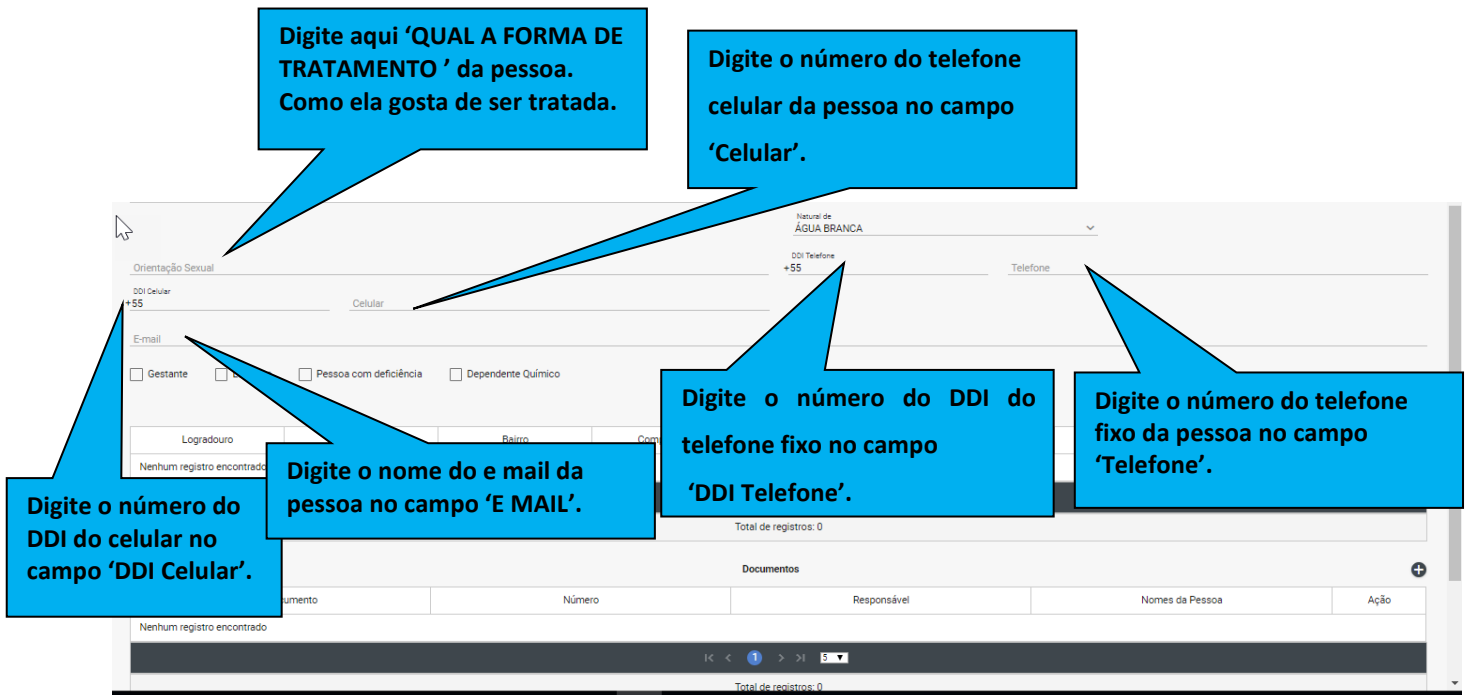 Digite aqui ‘QUAL A FORMA DE
TRATAMENTO ’ da pessoa.
Como ela gosta de ser tratada.
Digite o número do telefone
celular da pessoa no campo
‘Celular’.
Natural de
ÁGUA BRANCA
Orientação Sexual
DDI Telefone
+55
Telefone
DDI Celular
+55
Celular
E-mail
Gestante
Pessoa com deficiência
Dependente Químico
Digite o número do DDI do
telefone fixo no campo
‘DDI Telefone’.
Digite o número do telefone
fixo da pessoa no campo
‘Telefone’.
Logradouro
Bairro
Nenhum registro encontrado
Digite o nome do e mail da
pessoa no campo ‘E MAIL’.
Digite o número do
DDI do celular no
campo ‘DDI Celular’.
Total de registros: 0
Documentos
Número
Responsável
Nomes da Pessoa
Ação
Nenhum registro encontrado
1
5
Total de registros: 0